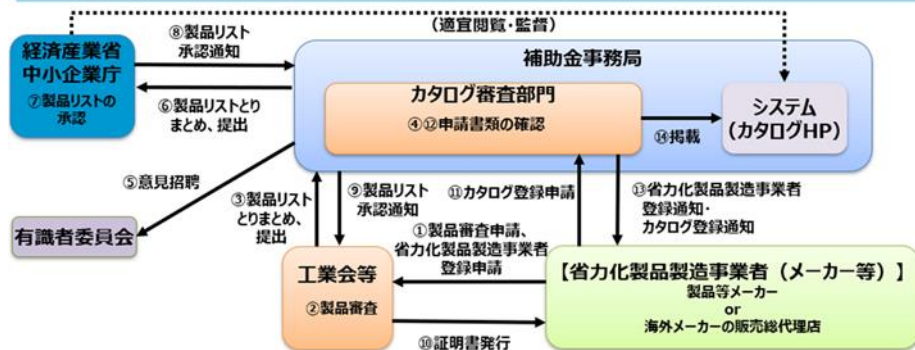 （適宜閲覧・監督）
経済産業省
中小企業庁
⑦製品リストの
承認
⑧製品リスト
承認通知
⑥製品リストとり
まとめ、提出
補助金事務局
カタログ審査部門
④⑫申請書類の確認
⑭掲載
システム
(カタログHP)
⑤意見招聘
有識者委員会
③製品リスト
とりまとめ、
提出
⑨製品リスト
承認通知
⑪カタログ登録申請
⑬省力化製品製造事業者
登録通知・
カタログ登録通知
①製品審査申請、
省力化製品製造事業者
登録申請
工業会等
②製品審査
⑩証明書発行
【省力化製品製造事業者（メーカー等）】
製品等メーカー
or
海外メーカーの販売総代理店